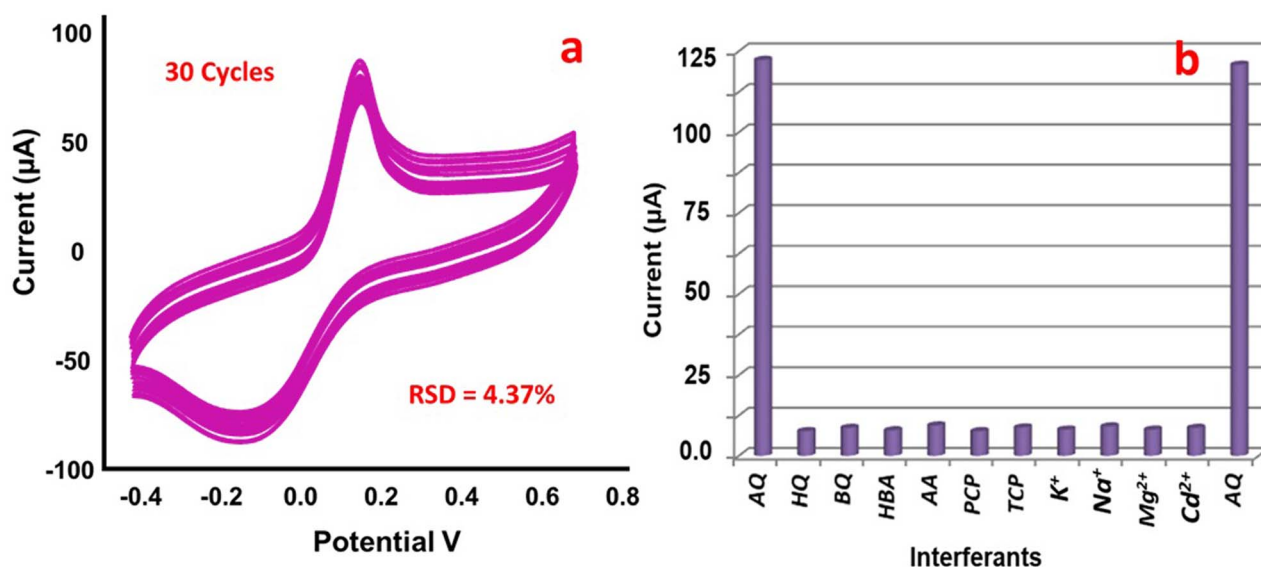 a
30 Cycles
100
50
0
-50
-100
Current (µA)
RSD = 4.37%
-0.4 -0.2 0.0 0.2 0.4 0.6 0.8
Potential V
b
125
100
75
50
25
0.0
Current (µA)
AQ HQ BQ HBA AA PCP TCP K⁺ Na⁺ Mg²⁺ Cd²⁺ AQ
Interferants